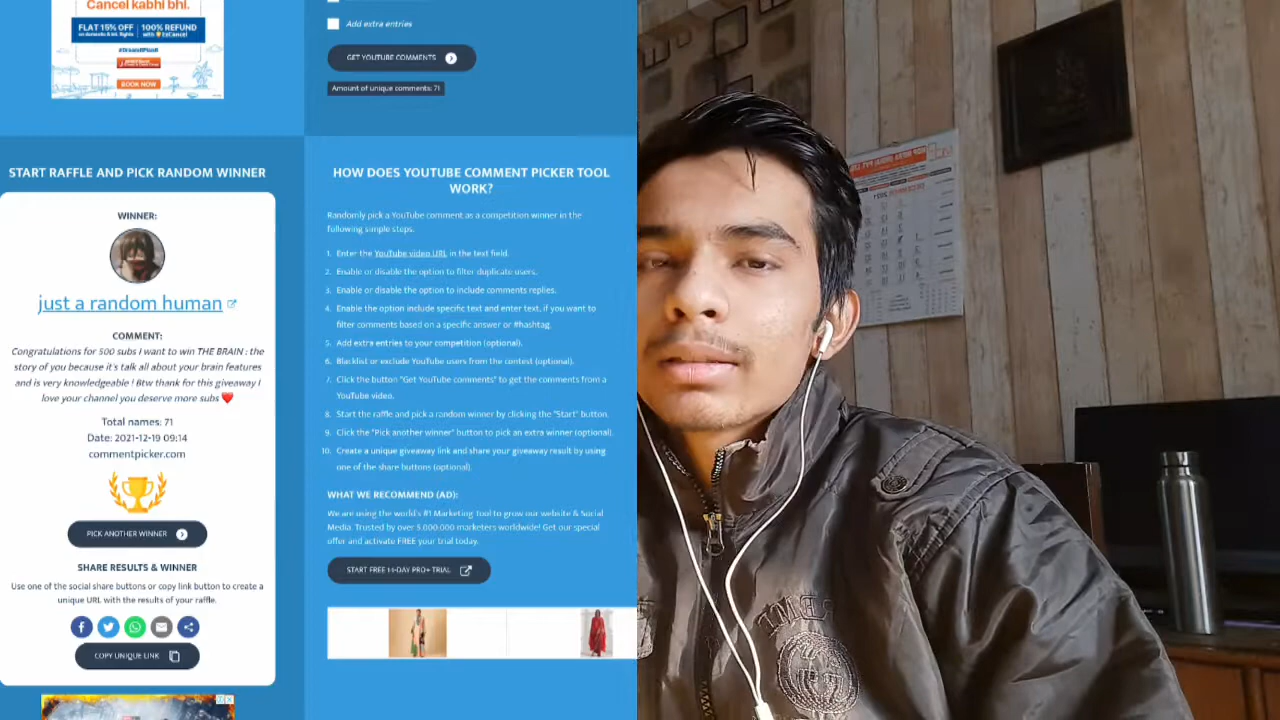 Cancel kabhi bhi.
FLAT 15% OFF
100% REFUND
with EzCancel
BOOK NOW
Add extra entries
GET YOUTUBE COMMENTS
Amount of unique comments: 71
START RAFFLE AND PICK RANDOM WINNER
WINNER:
just a random human
COMMENT:
Congratulations for 500 subs I want to win THE BRAIN : the
story of you because it's talk all about your brain features
and is very knowledgeable ! Btw thank for this giveaway I
love your channel you deserve more subs ❤️
Total names: 71
Date: 2021-12-19 09:14
commentpicker.com
PICK ANOTHER WINNER
SHARE RESULTS & WINNER
Use one of the social share buttons or copy link button to create a
unique URL with the results of your raffle.
COPY UNIQUE LINK
HOW DOES YOUTUBE COMMENT PICKER TOOL
WORK?
Randomly pick a YouTube comment as a competition winner in the
following simple steps.
1. Enter the YouTube video URL in the text field.
2. Enable or disable the option to filter duplicate users.
3. Enable or disable the option to include comments replies.
4. Enable the option include specific text and enter text, if you want to
filter comments based on a specific answer or #hashtag.
5. Add extra entries to your competition (optional).
6. Blacklist or exclude YouTube users from the contest (optional).
7. Click the button "Get YouTube comments" to get the comments from a
YouTube video.
8. Start the raffle and pick a random winner by clicking the "Start" button.
9. Click the "Pick another winner" button to pick an extra winner (optional)
10. Create a unique giveaway link and share your giveaway result by using
one of the share buttons (optional).
WHAT WE RECOMMEND (AD):
We are using the world's #1 Marketing Tool to grow our website & Social
Media. Trusted by over 5.000.000 marketers worldwide! Get our special
offer and activate FREE your trial today.
START FREE 14-DAY PRO+ TRIAL